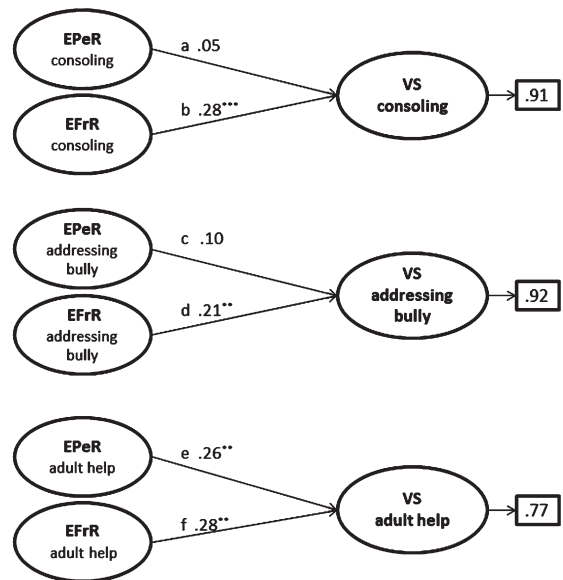 EPeR
consoling
a .05
EFrR
consoling
b .28***
VS
consoling
.91
EPeR
addressing
bully
c .10
EFrR
addressing
bully
d .21**
VS
addressing
bully
.92
EPeR
adult help
e .26**
EFrR
adult help
f .28**
VS
adult help
.77